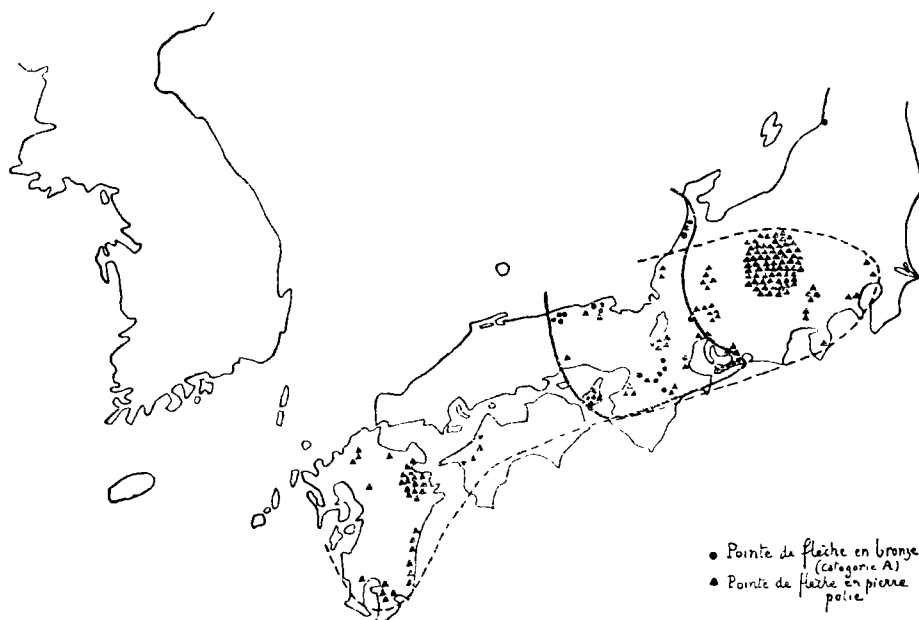 • Pointe de flèche en bronze
(Catégorie A)
▲ Pointe de flèche en pierre
polie